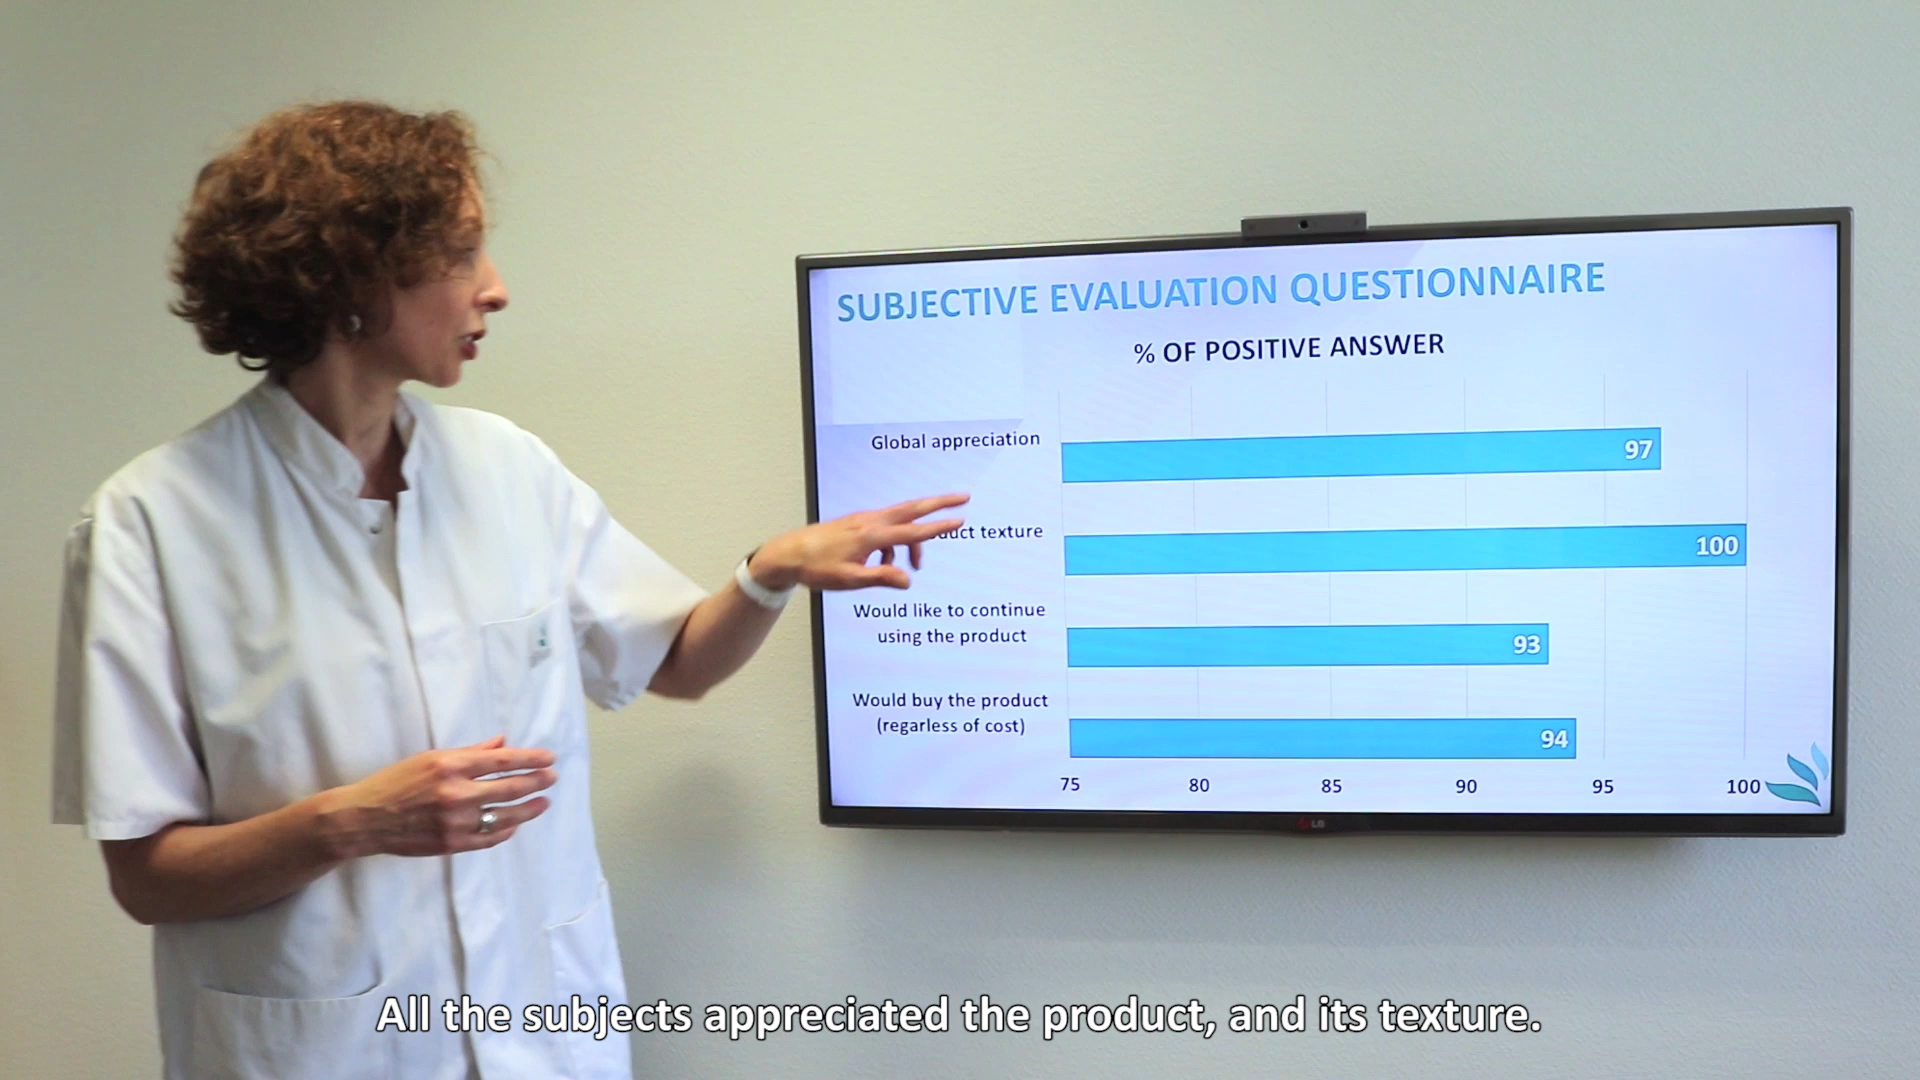 SUBJECTIVE EVALUATION QUESTIONNAIRE
% OF POSITIVE ANSWER
Global appreciation
97
texture
100
Would like to continue
using the product
93
Would buy the product
(regarless of cost)
94
75 80 85 90 95 100
LG
All the subjects appreciated the product, and its texture.